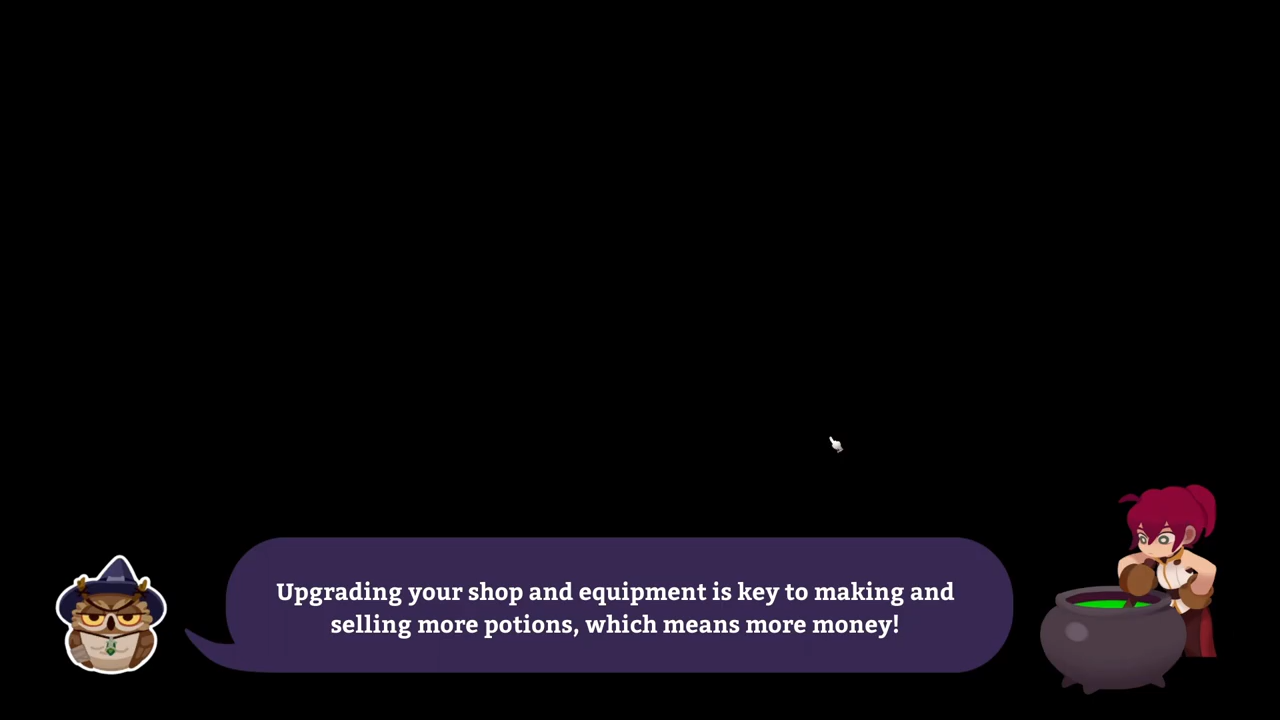 Upgrading your shop and equipment is key to making and
selling more potions, which means more money!